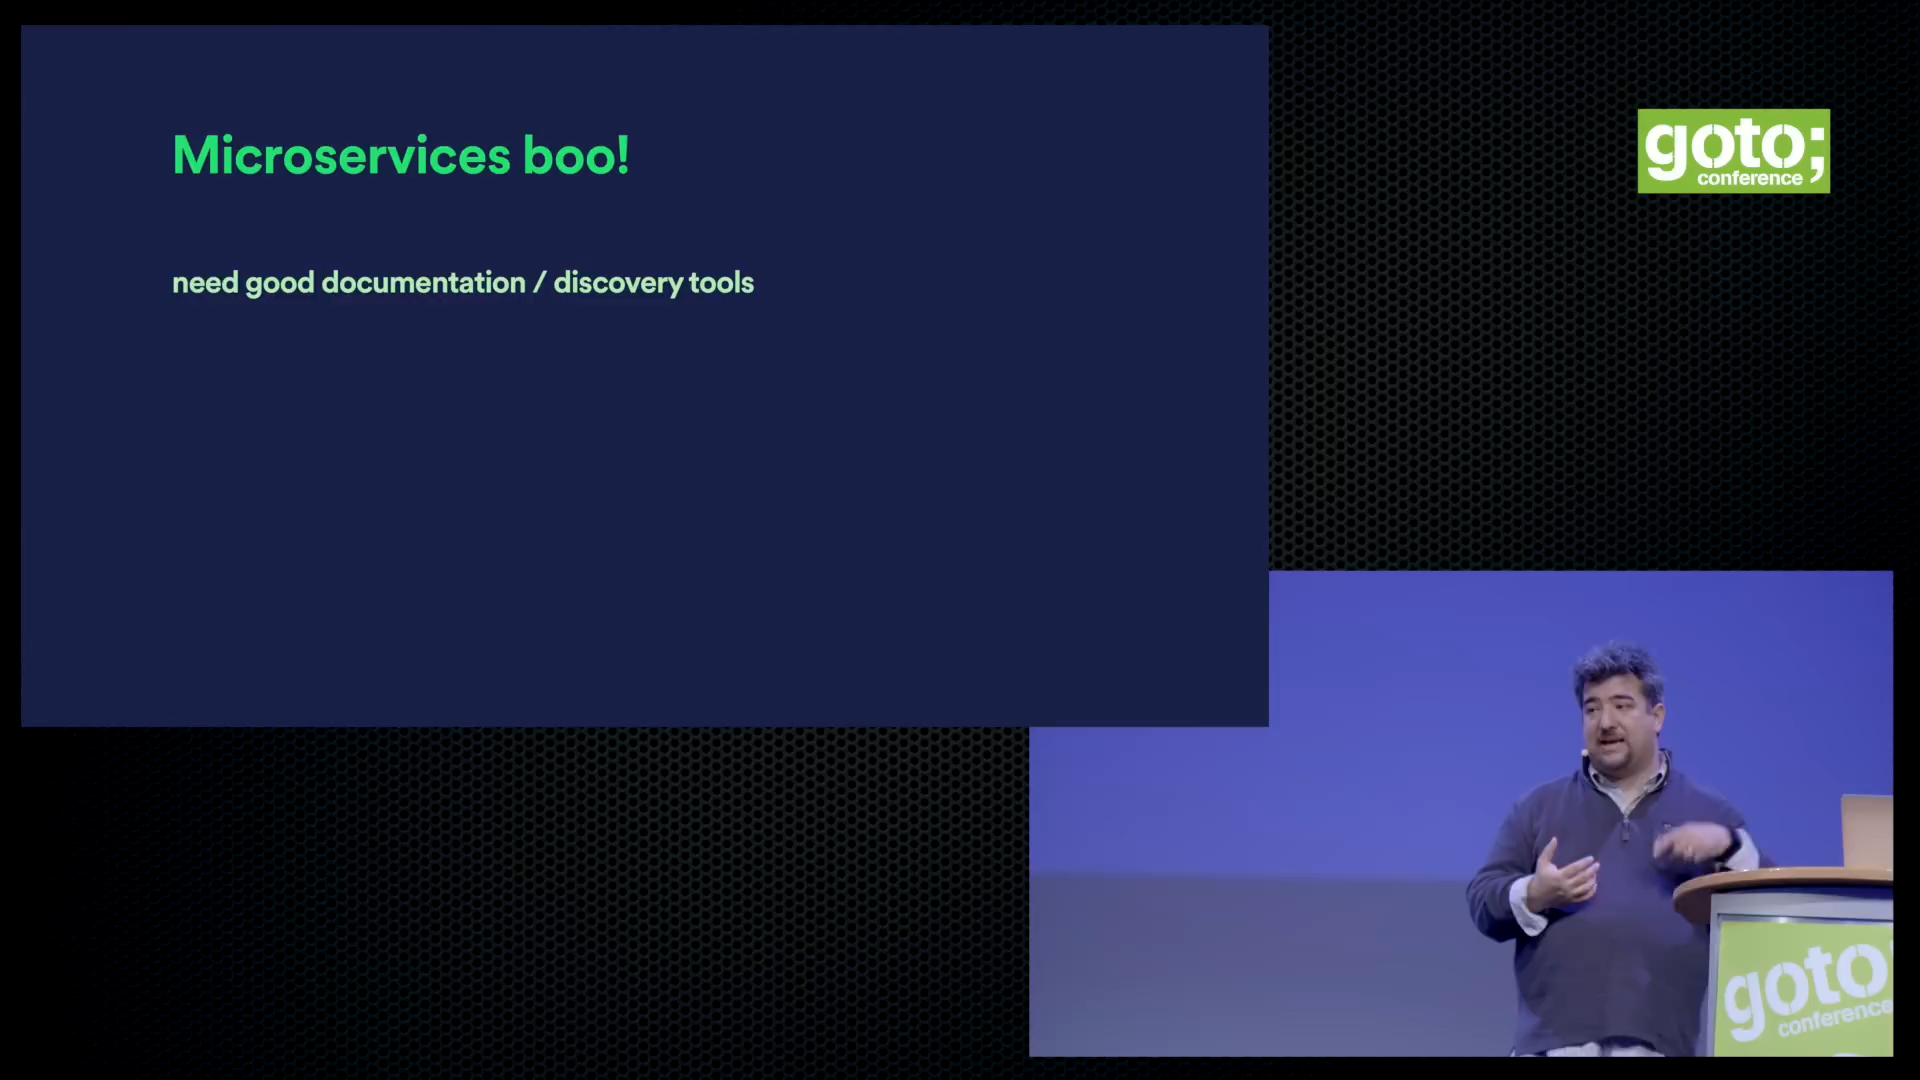 Microservices boo!
need good documentation / discovery tools
goto;
conference
goto
conference